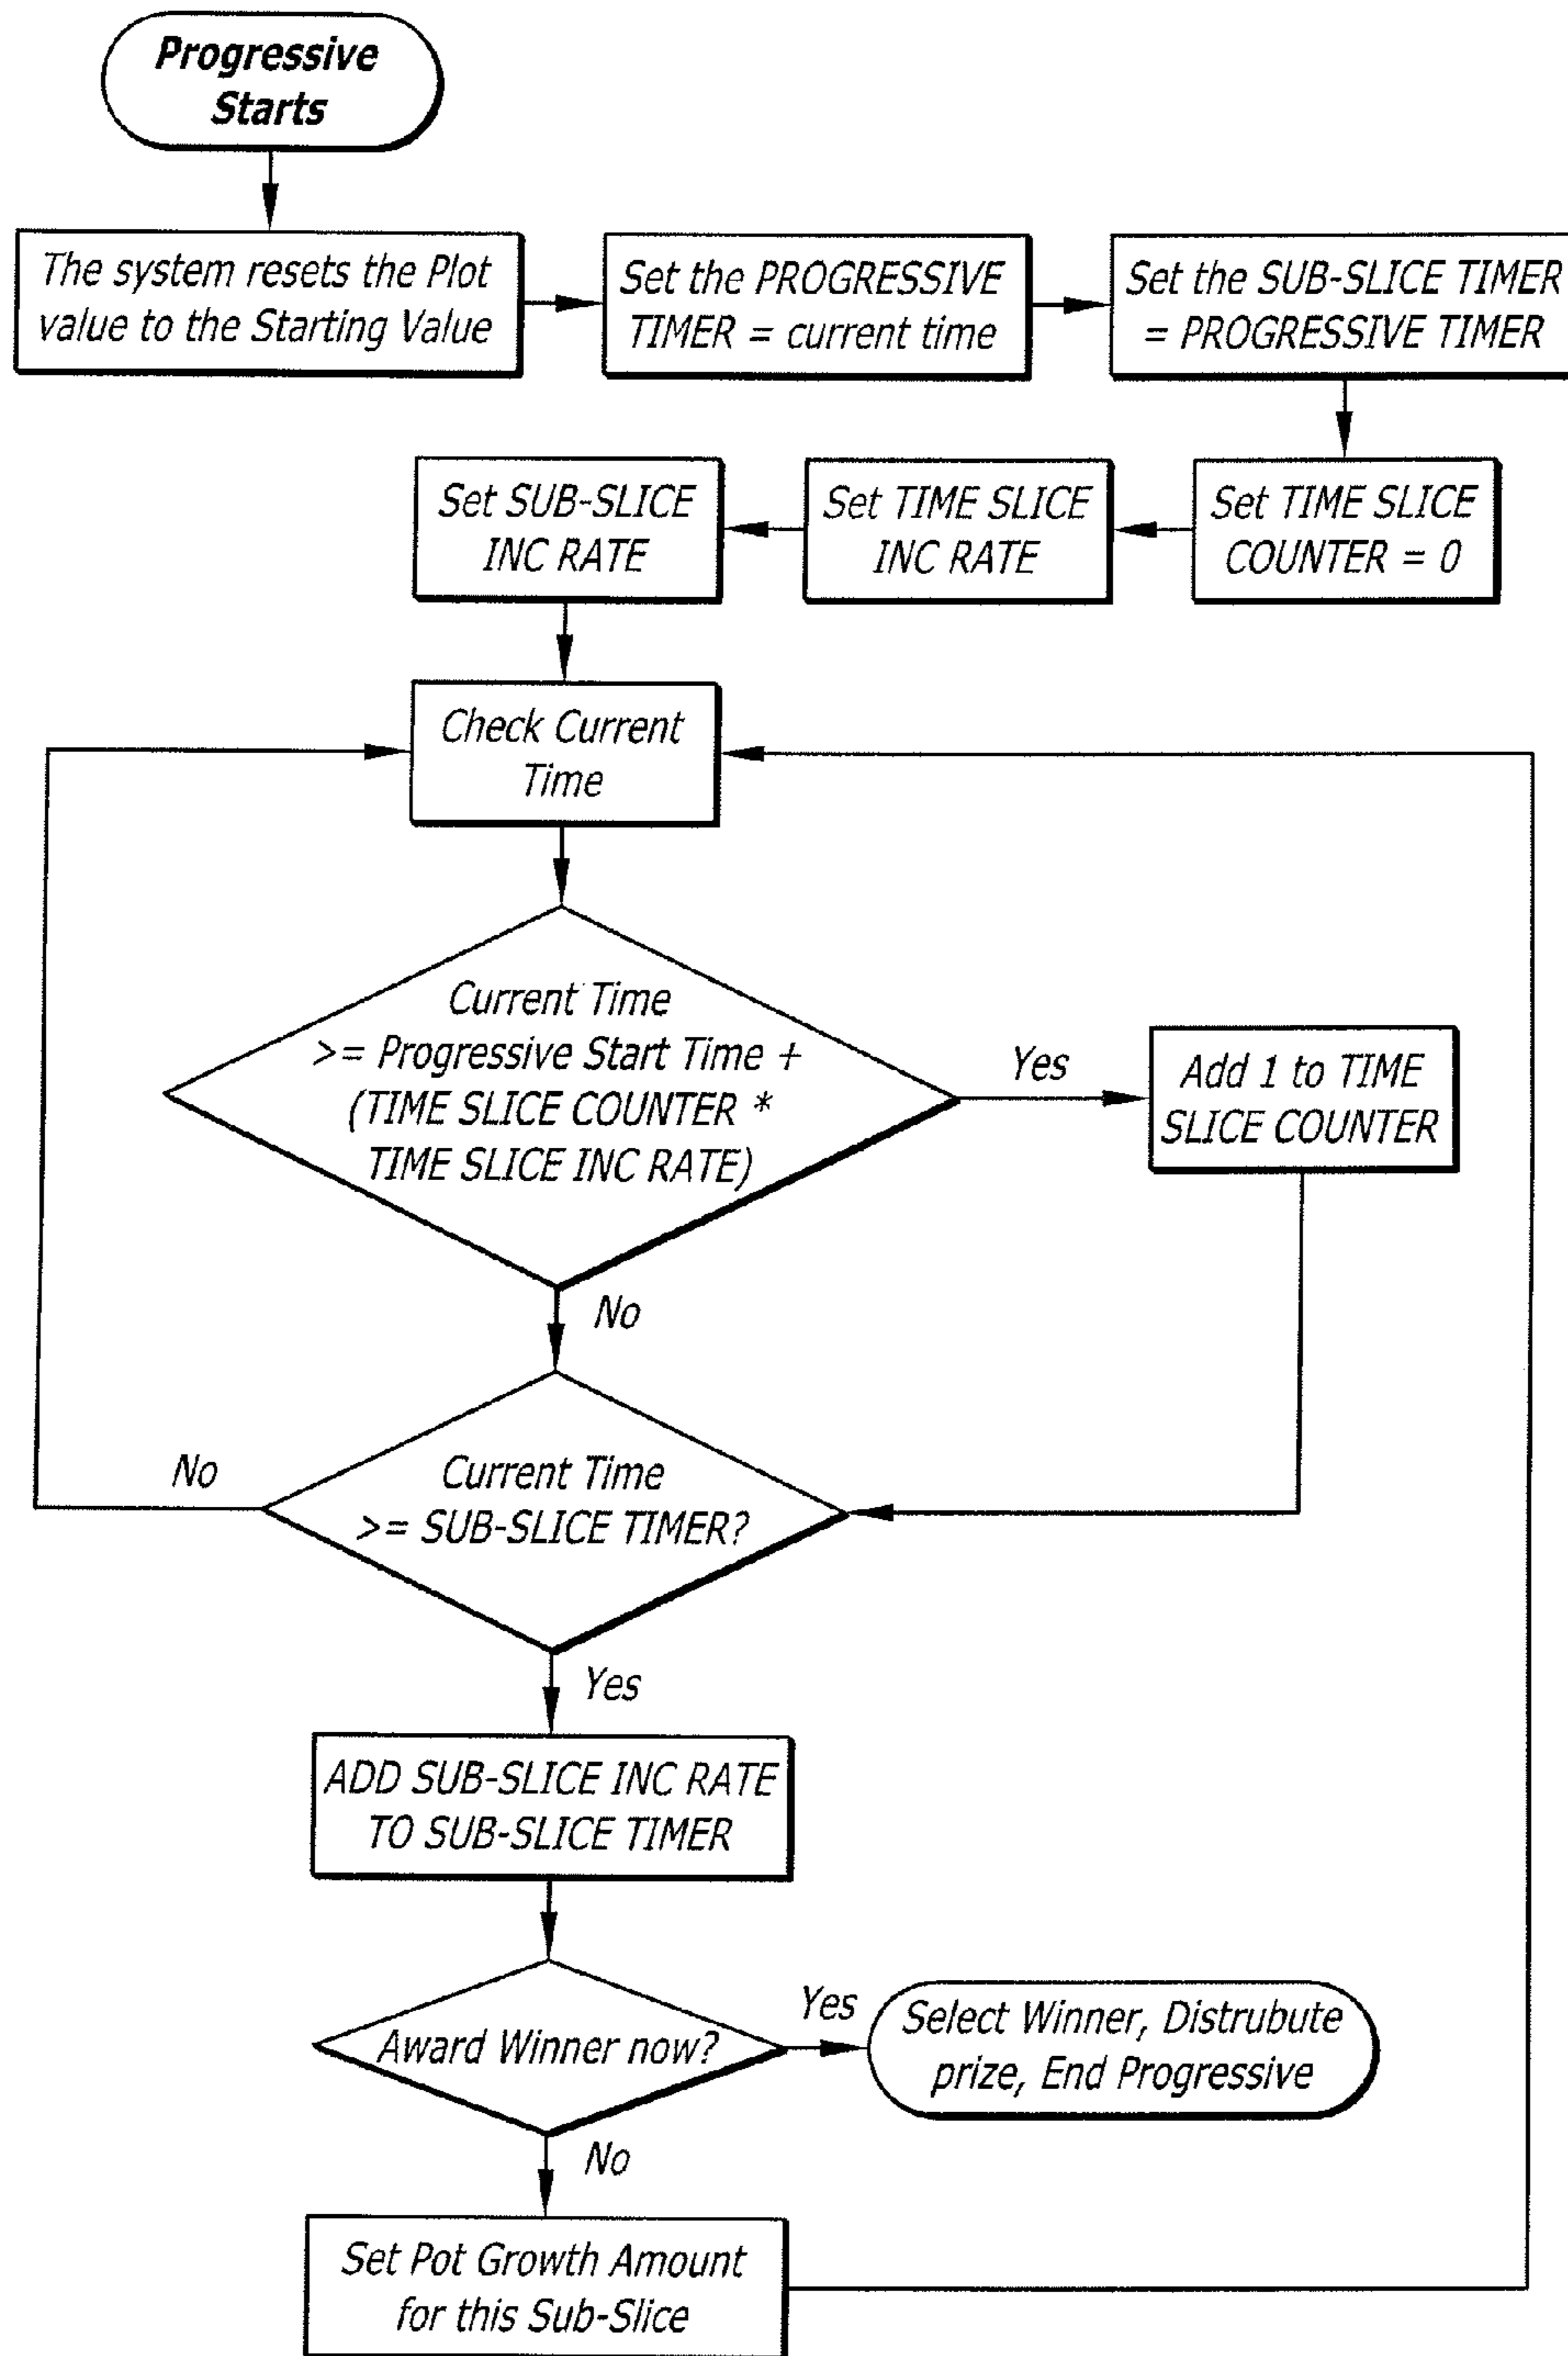 Progressive
Starts
The system resets the Plot
value to the Starting Value
Set the PROGRESSIVE
TIMER = current time
Set the SUB-SLICE TIMER
= PROGRESSIVE TIMER
Set SUB-SLICE
INC RATE
Set TIME SLICE
INC RATE
Set TIME SLICE
COUNTER = 0
Check Current
Time
Current Time
>= Progressive Start Time +
(TIME SLICE COUNTER *
TIME SLICE INC RATE)
Yes
Add 1 to TIME
SLICE COUNTER
No
No
Current Time
>= SUB-SLICE TIMER?
Yes
ADD SUB-SLICE INC RATE
TO SUB-SLICE TIMER
Award Winner now?
Yes
Select Winner, Distrubute
prize, End Progressive
No
Set Pot Growth Amount
for this Sub-Slice